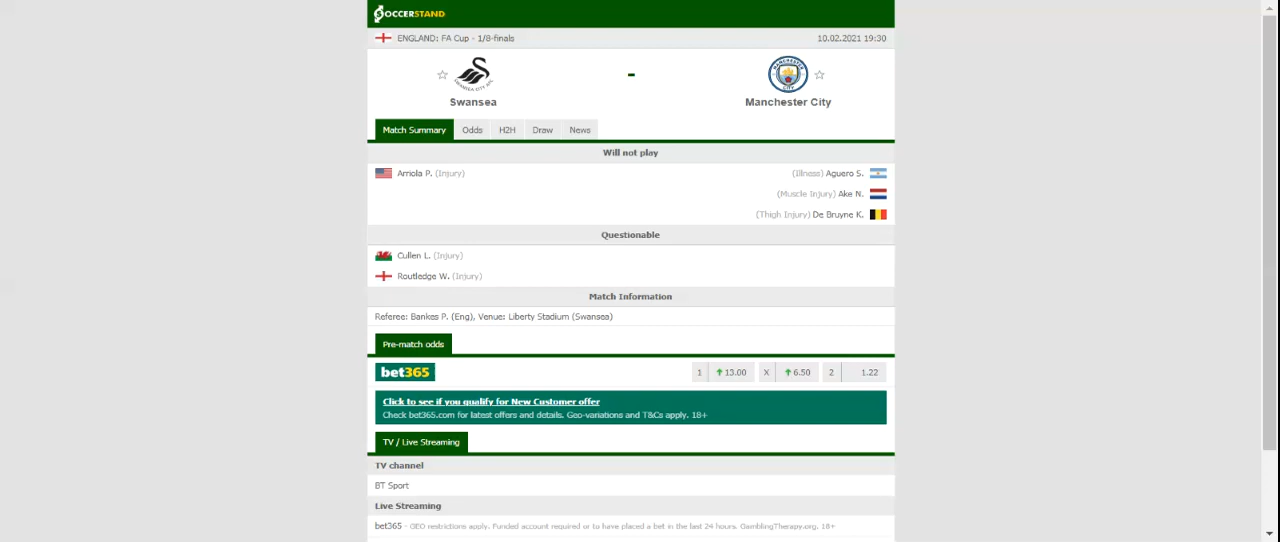 SOCCERSTAND
ENGLAND: FA Cup - 1/8-finals 10.02.2021 19:30
-
Swansea Manchester City
Match Summary Odds H2H Draw News
Will not play
Arriola P. (Injury) (Illness) Aguero S.
(Muscle Injury) Ake N.
(Thigh Injury) De Bruyne K.
Questionable
Cullen L. (Injury)
Routledge W. (Injury)
Match Information
Referee: Bankes P. (Eng), Venue: Liberty Stadium (Swansea)
Pre-match odds
bet365 1 13.00 X 6.50 2 1.22
Click to see if you qualify for New Customer offer
Check bet365.com for latest offers and details. Geo-variations and T&Cs apply. 18+
TV / Live Streaming
TV channel
BT Sport
Live Streaming
bet365 - GEO restrictions apply. Funded account required or to have placed a bet in the last 24 hours. GamblingTherapy.org. 18+